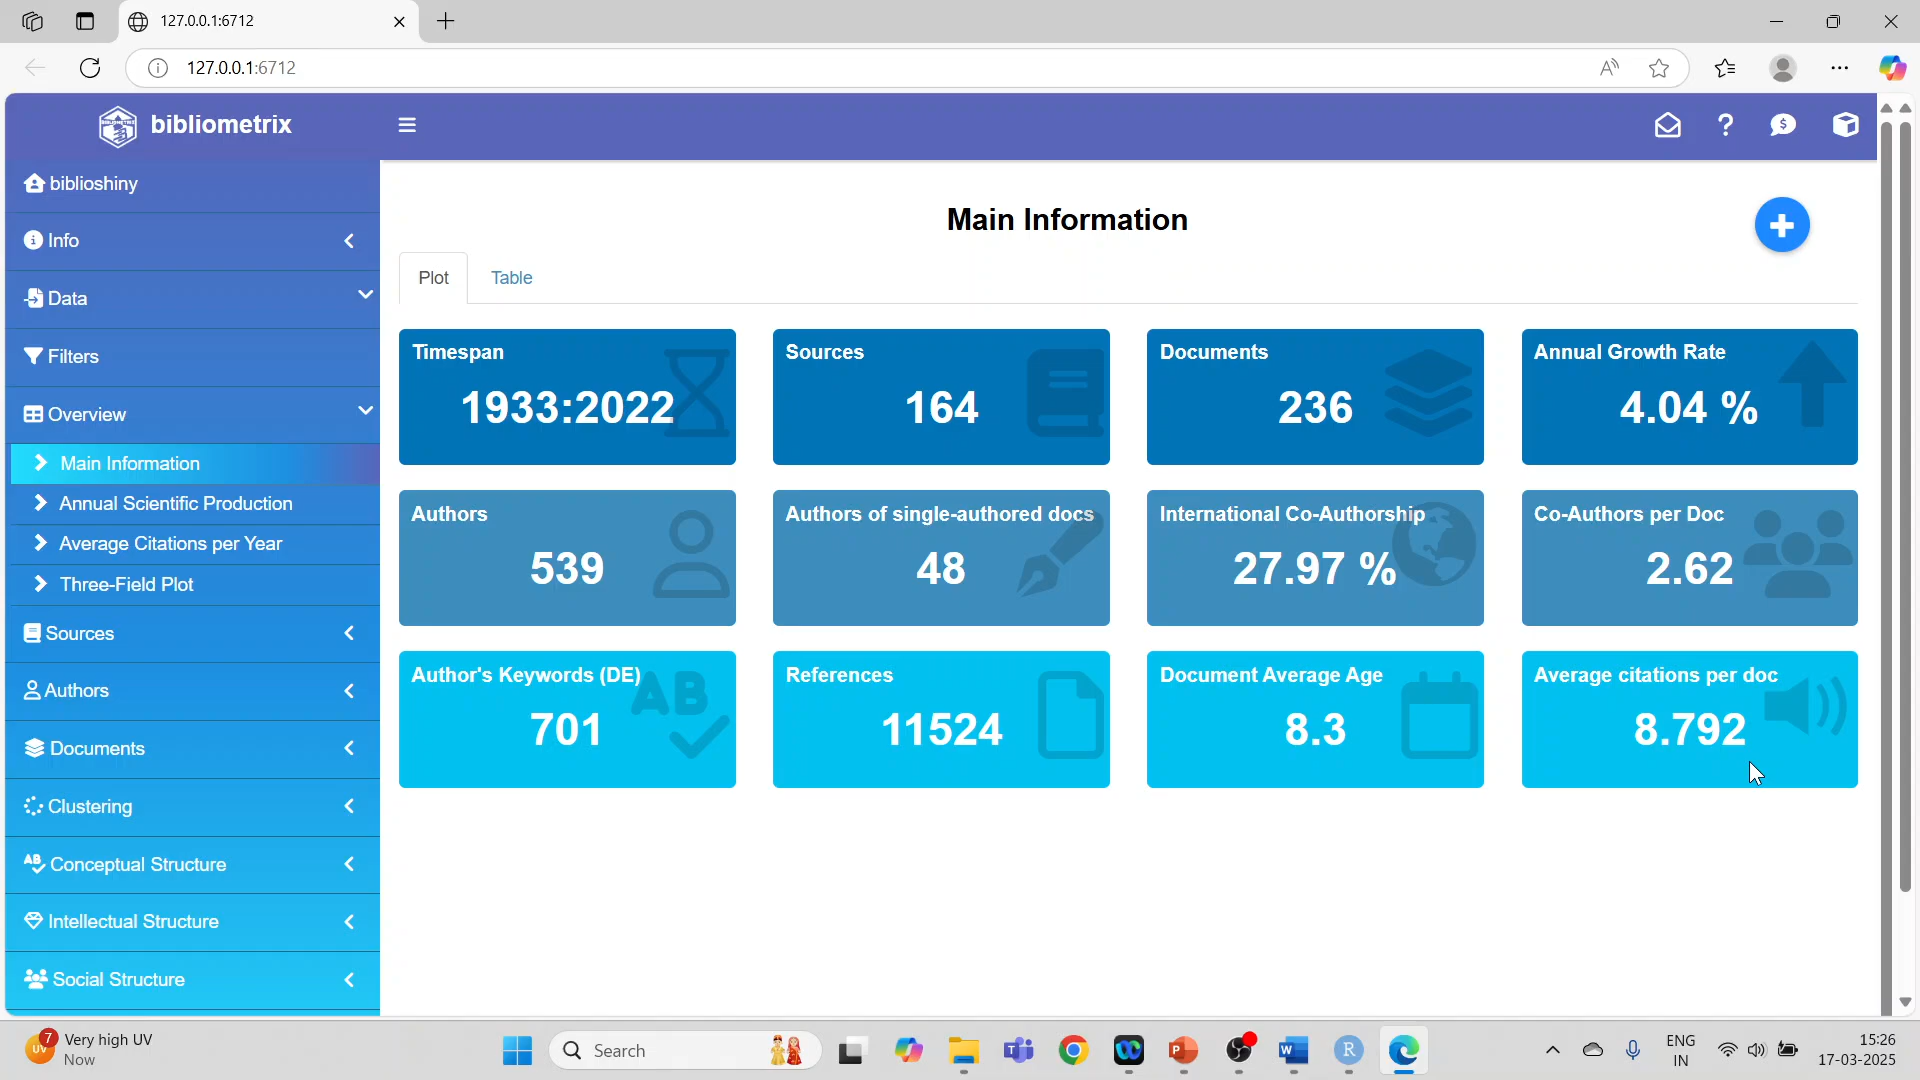 127.0.0.1:6712
127.0.0.1:6712
bibliometrix
biblioshiny
Info
Data
Filters
Overview
Main Information
Annual Scientific Production
Average Citations per Year
Three-Field Plot
Sources
Authors
Documents
Clustering
Conceptual Structure
Intellectual Structure
Social Structure
Main Information
Plot
Table
Timespan
1933:2022
Sources
164
Documents
236
Annual Growth Rate
4.04 %
Authors
539
Authors of single-authored docs
48
International Co-Authorship
27.97 %
Co-Authors per Doc
2.62
Author's Keywords (DE)
701
References
11524
Document Average Age
8.3
Average citations per doc
8.792
7
UV
Very high UV
Now
Search
ENG
IN
15:26
17-03-2025